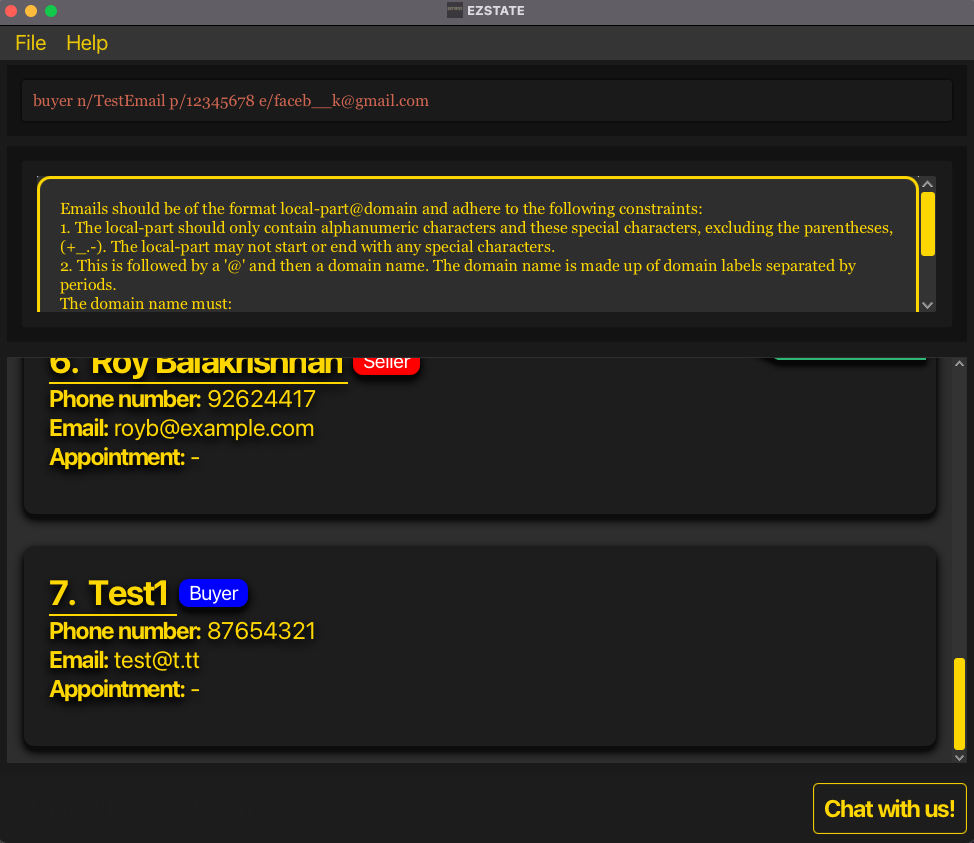 EZSTATE
File Help
buyer n/TestEmail p/12345678 e/faceb__k@gmail.com
Emails should be of the format local-part@domain and adhere to the following constraints:
1. The local-part should only contain alphanumeric characters and these special characters, excluding the parentheses,
(+_.-). The local-part may not start or end with any special characters.
2. This is followed by a '@' and then a domain name. The domain name is made up of domain labels separated by
periods.
The domain name must:
6. Roy Balakrishnan Seller
Phone number: 92624417
Email: royb@example.com
Appointment: -
7. Test1 Buyer
Phone number: 87654321
Email: test@t.tt
Appointment: -
Chat with us!